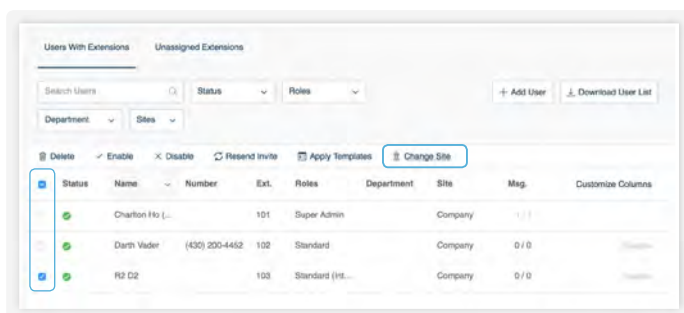 Users With Extensions Unassigned Extensions
Search Users Status Roles + Add User Download User List
Department Sites
Delete Enable Disable Resend Invite Apply Templates Change Site
Status Name Number Ext. Roles Department Site Msg. Customize Columns
Charlton Ho (... 101 Super Admin Company
Darth Vader (430) 200-4452 102 Standard Company 0 / 0
R2 D2 103 Standard (Int... Company 0 / 0